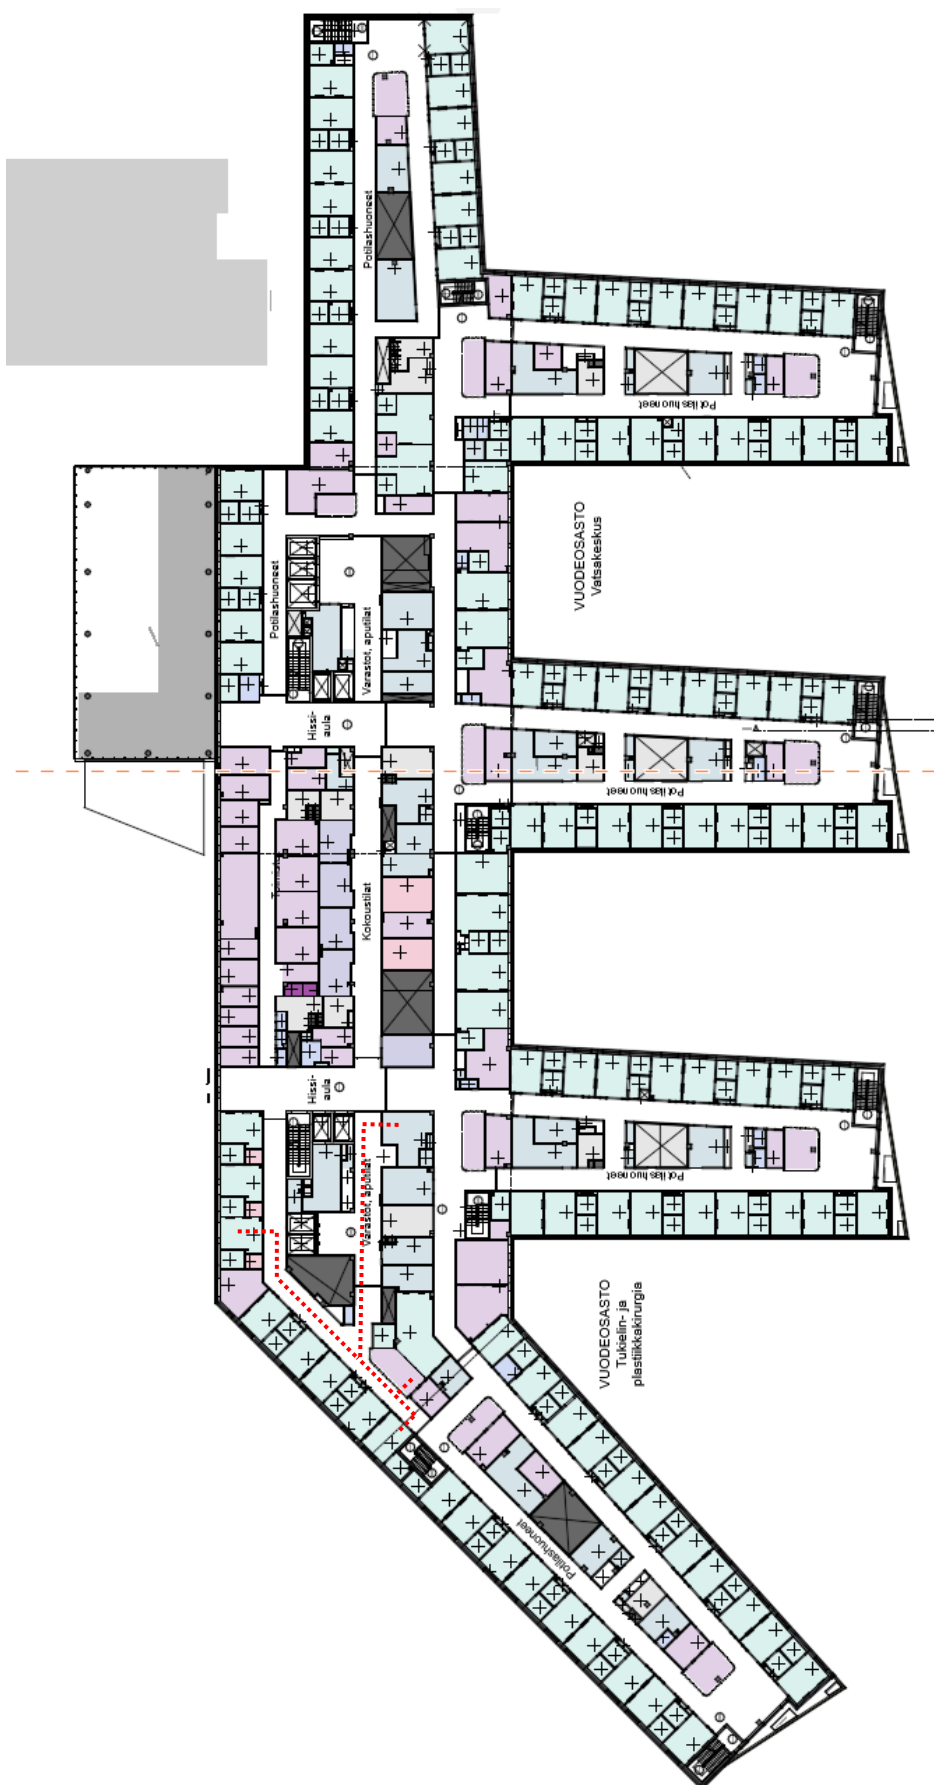 Potilashuoneet
Potilashuoneet
VUODEOSASTO
Vatsakeskus
Potilashuoneet
Varastot, aputilat
Hissi-
aula
Potilashuoneet
Kokoustilat
Hissi-
aula
Varastot, aputilat
Potilashuoneet
VUODEOSASTO
Tukielin- ja
plastiikkakirurgia
Potilashuoneet